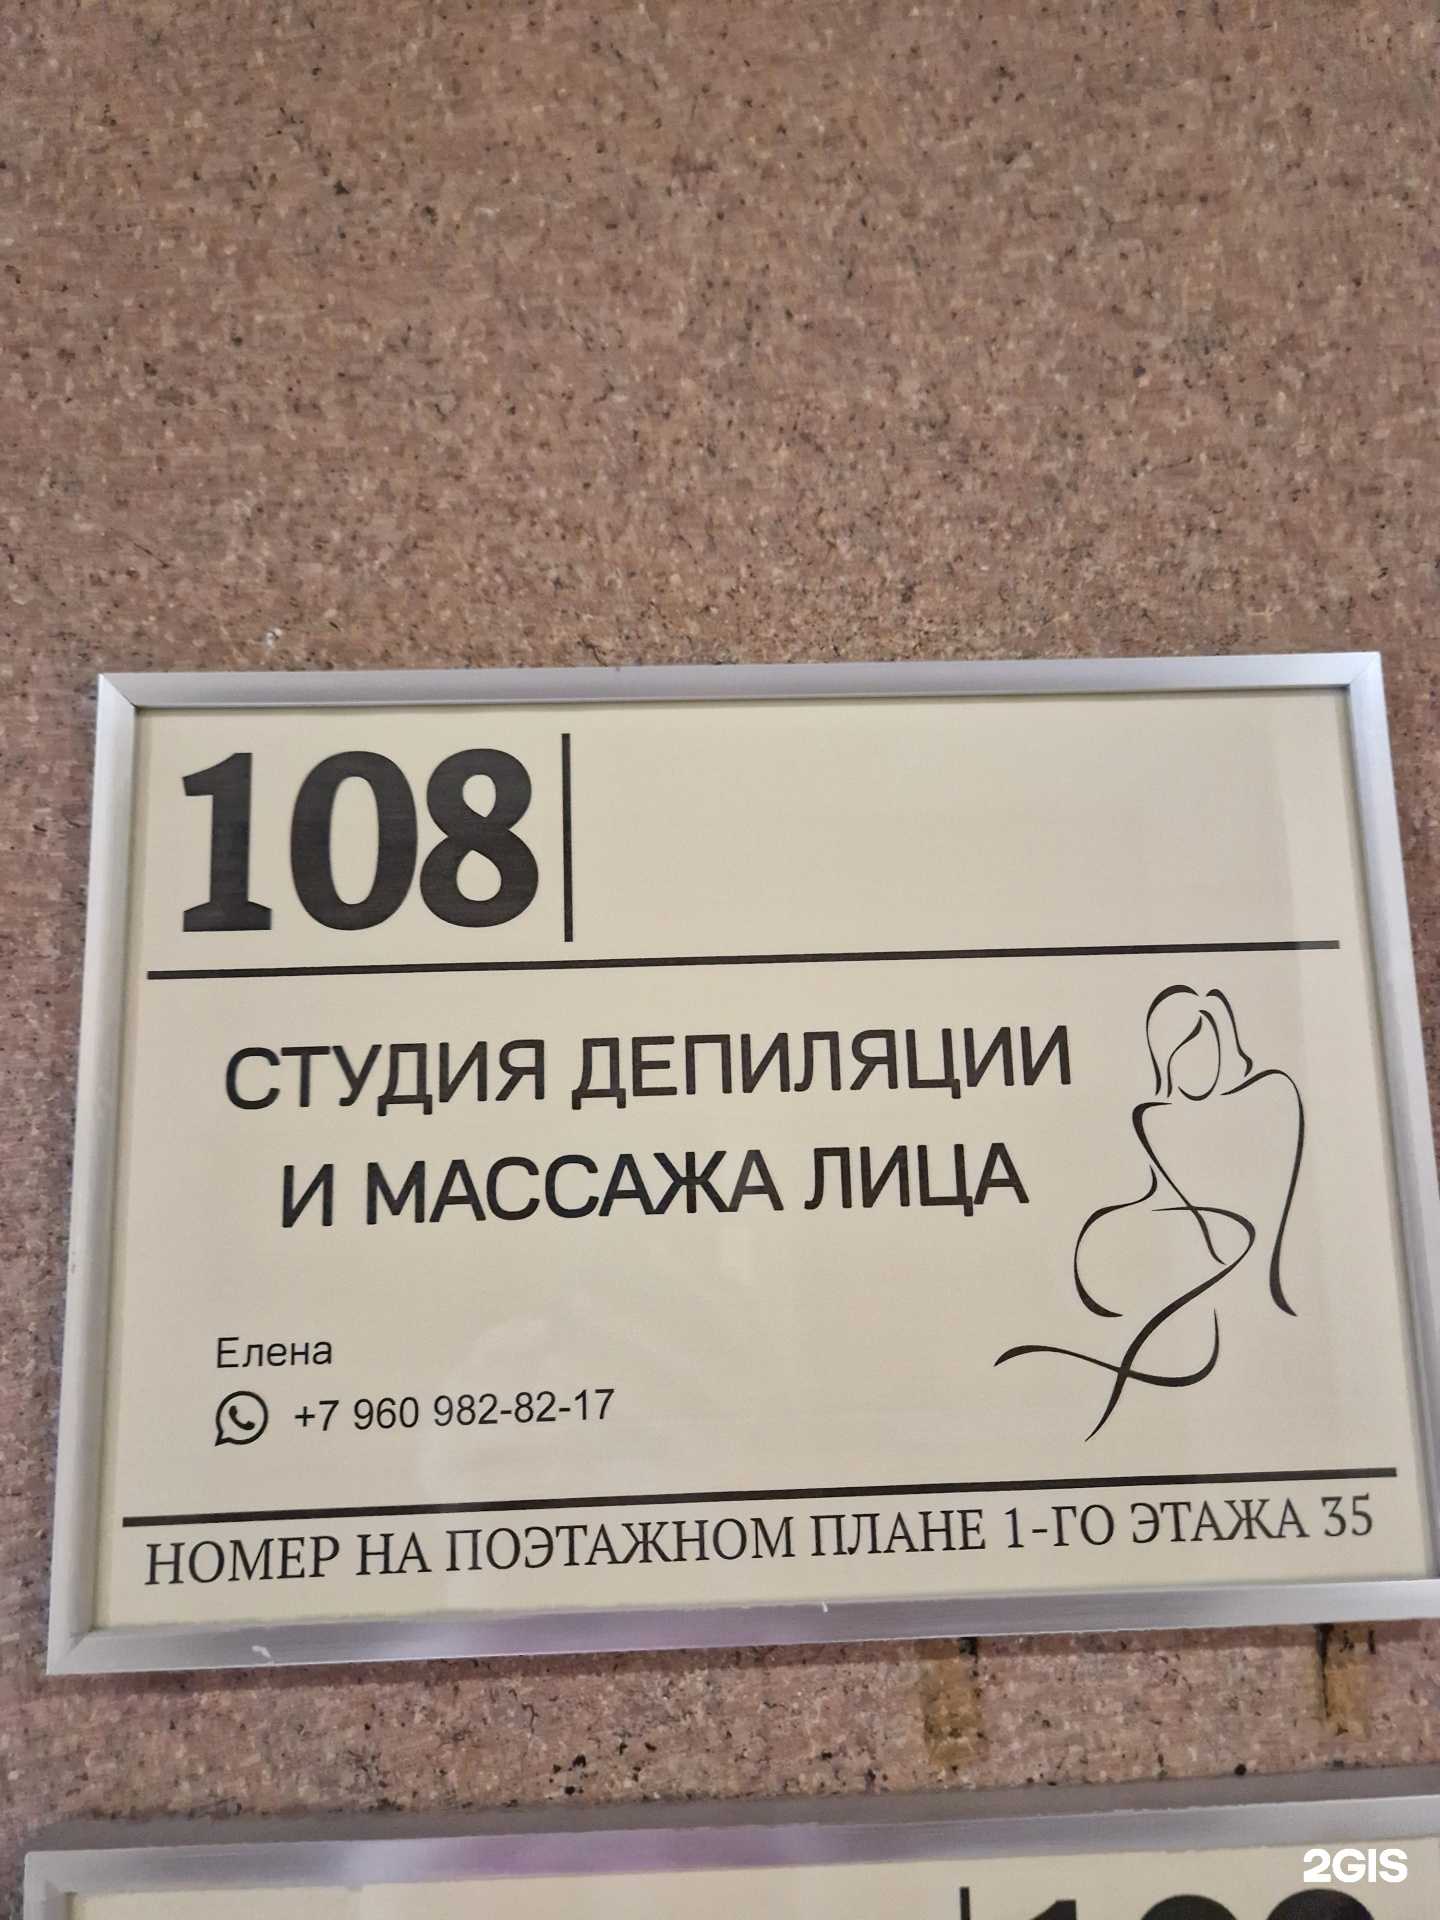 108
СТУДИЯ ДЕПИЛЯЦИИ
И МАССАЖА ЛИЦА
Елена
+7 960 982-82-17
НОМЕР НА ПОЭТАЖНОМ ПЛАНЕ 1-ГО ЭТАЖА 35
2GIS